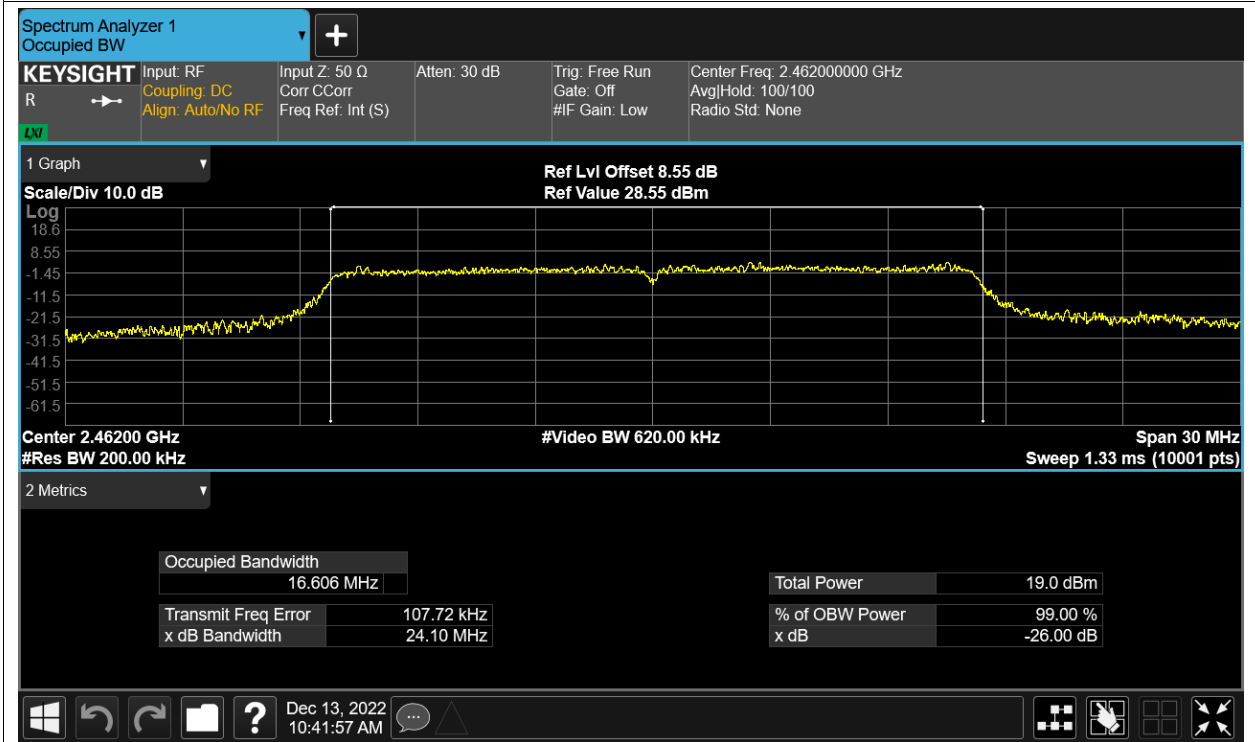 Spectrum Analyzer 1
Occupied BW
+
KEYSIGHT Input: RF Input Z: 50 Ω Atten: 30 dB Trig: Free Run Center Freq: 2.462000000 GHz
R Coupling: DC Corr CCorr Gate: Off Avg|Hold: 100/100
Align: Auto/No RF Freq Ref: Int (S) #IF Gain: Low Radio Std: None
LXI
1 Graph
Ref Lvl Offset 8.55 dB
Scale/Div 10.0 dB Ref Value 28.55 dBm
Log
18.6
8.55
-1.45
-11.5
-21.5
-31.5
-41.5
-51.5
-61.5
Center 2.46200 GHz #Video BW 620.00 kHz Span 30 MHz
#Res BW 200.00 kHz Sweep 1.33 ms (10001 pts)
2 Metrics
Occupied Bandwidth
16.606 MHz Total Power 19.0 dBm
Transmit Freq Error 107.72 kHz % of OBW Power 99.00 %
x dB Bandwidth 24.10 MHz x dB -26.00 dB
? Dec 13, 2022
10:41:57 AM